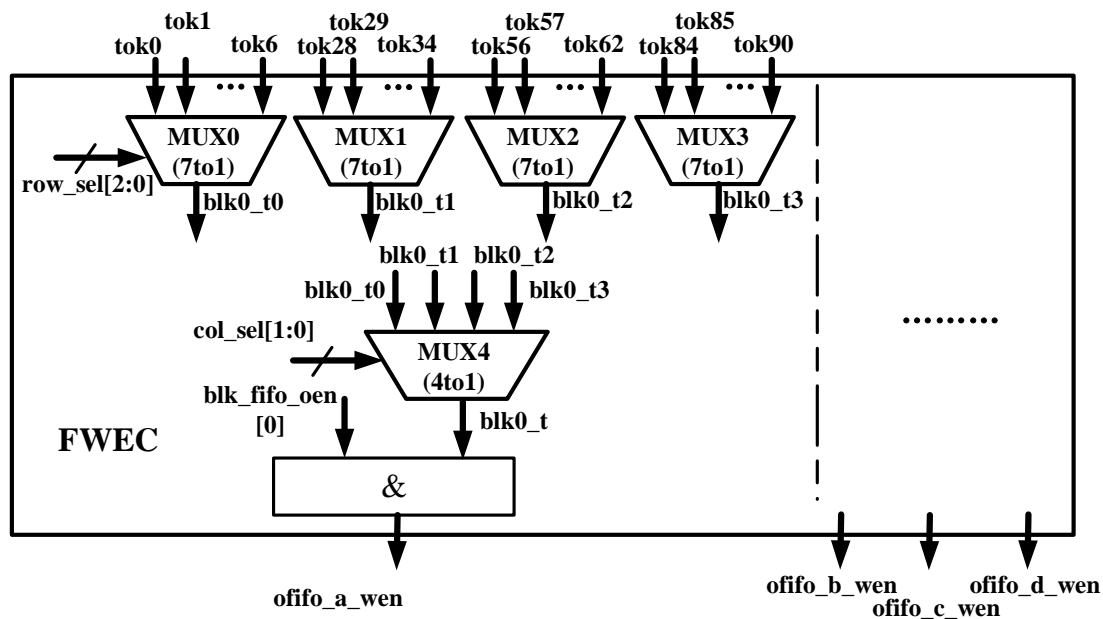 tok1 tok29 tok57 tok85
tok0 tok6 tok28 tok34 tok56 tok62 tok84 tok90
... ... ... ...
MUX0 MUX1 MUX2 MUX3
(7to1) (7to1) (7to1) (7to1)
row_sel[2:0] blk0_t0 blk0_t1 blk0_t2 blk0_t3
blk0_t1 blk0_t2
blk0_t0 blk0_t3
.........
col_sel[1:0] MUX4
(4to1)
blk_fifo_oen
[0] blk0_t
FWEC
&
ofifo_a_wen ofifo_b_wen ofifo_d_wen
ofifo_c_wen